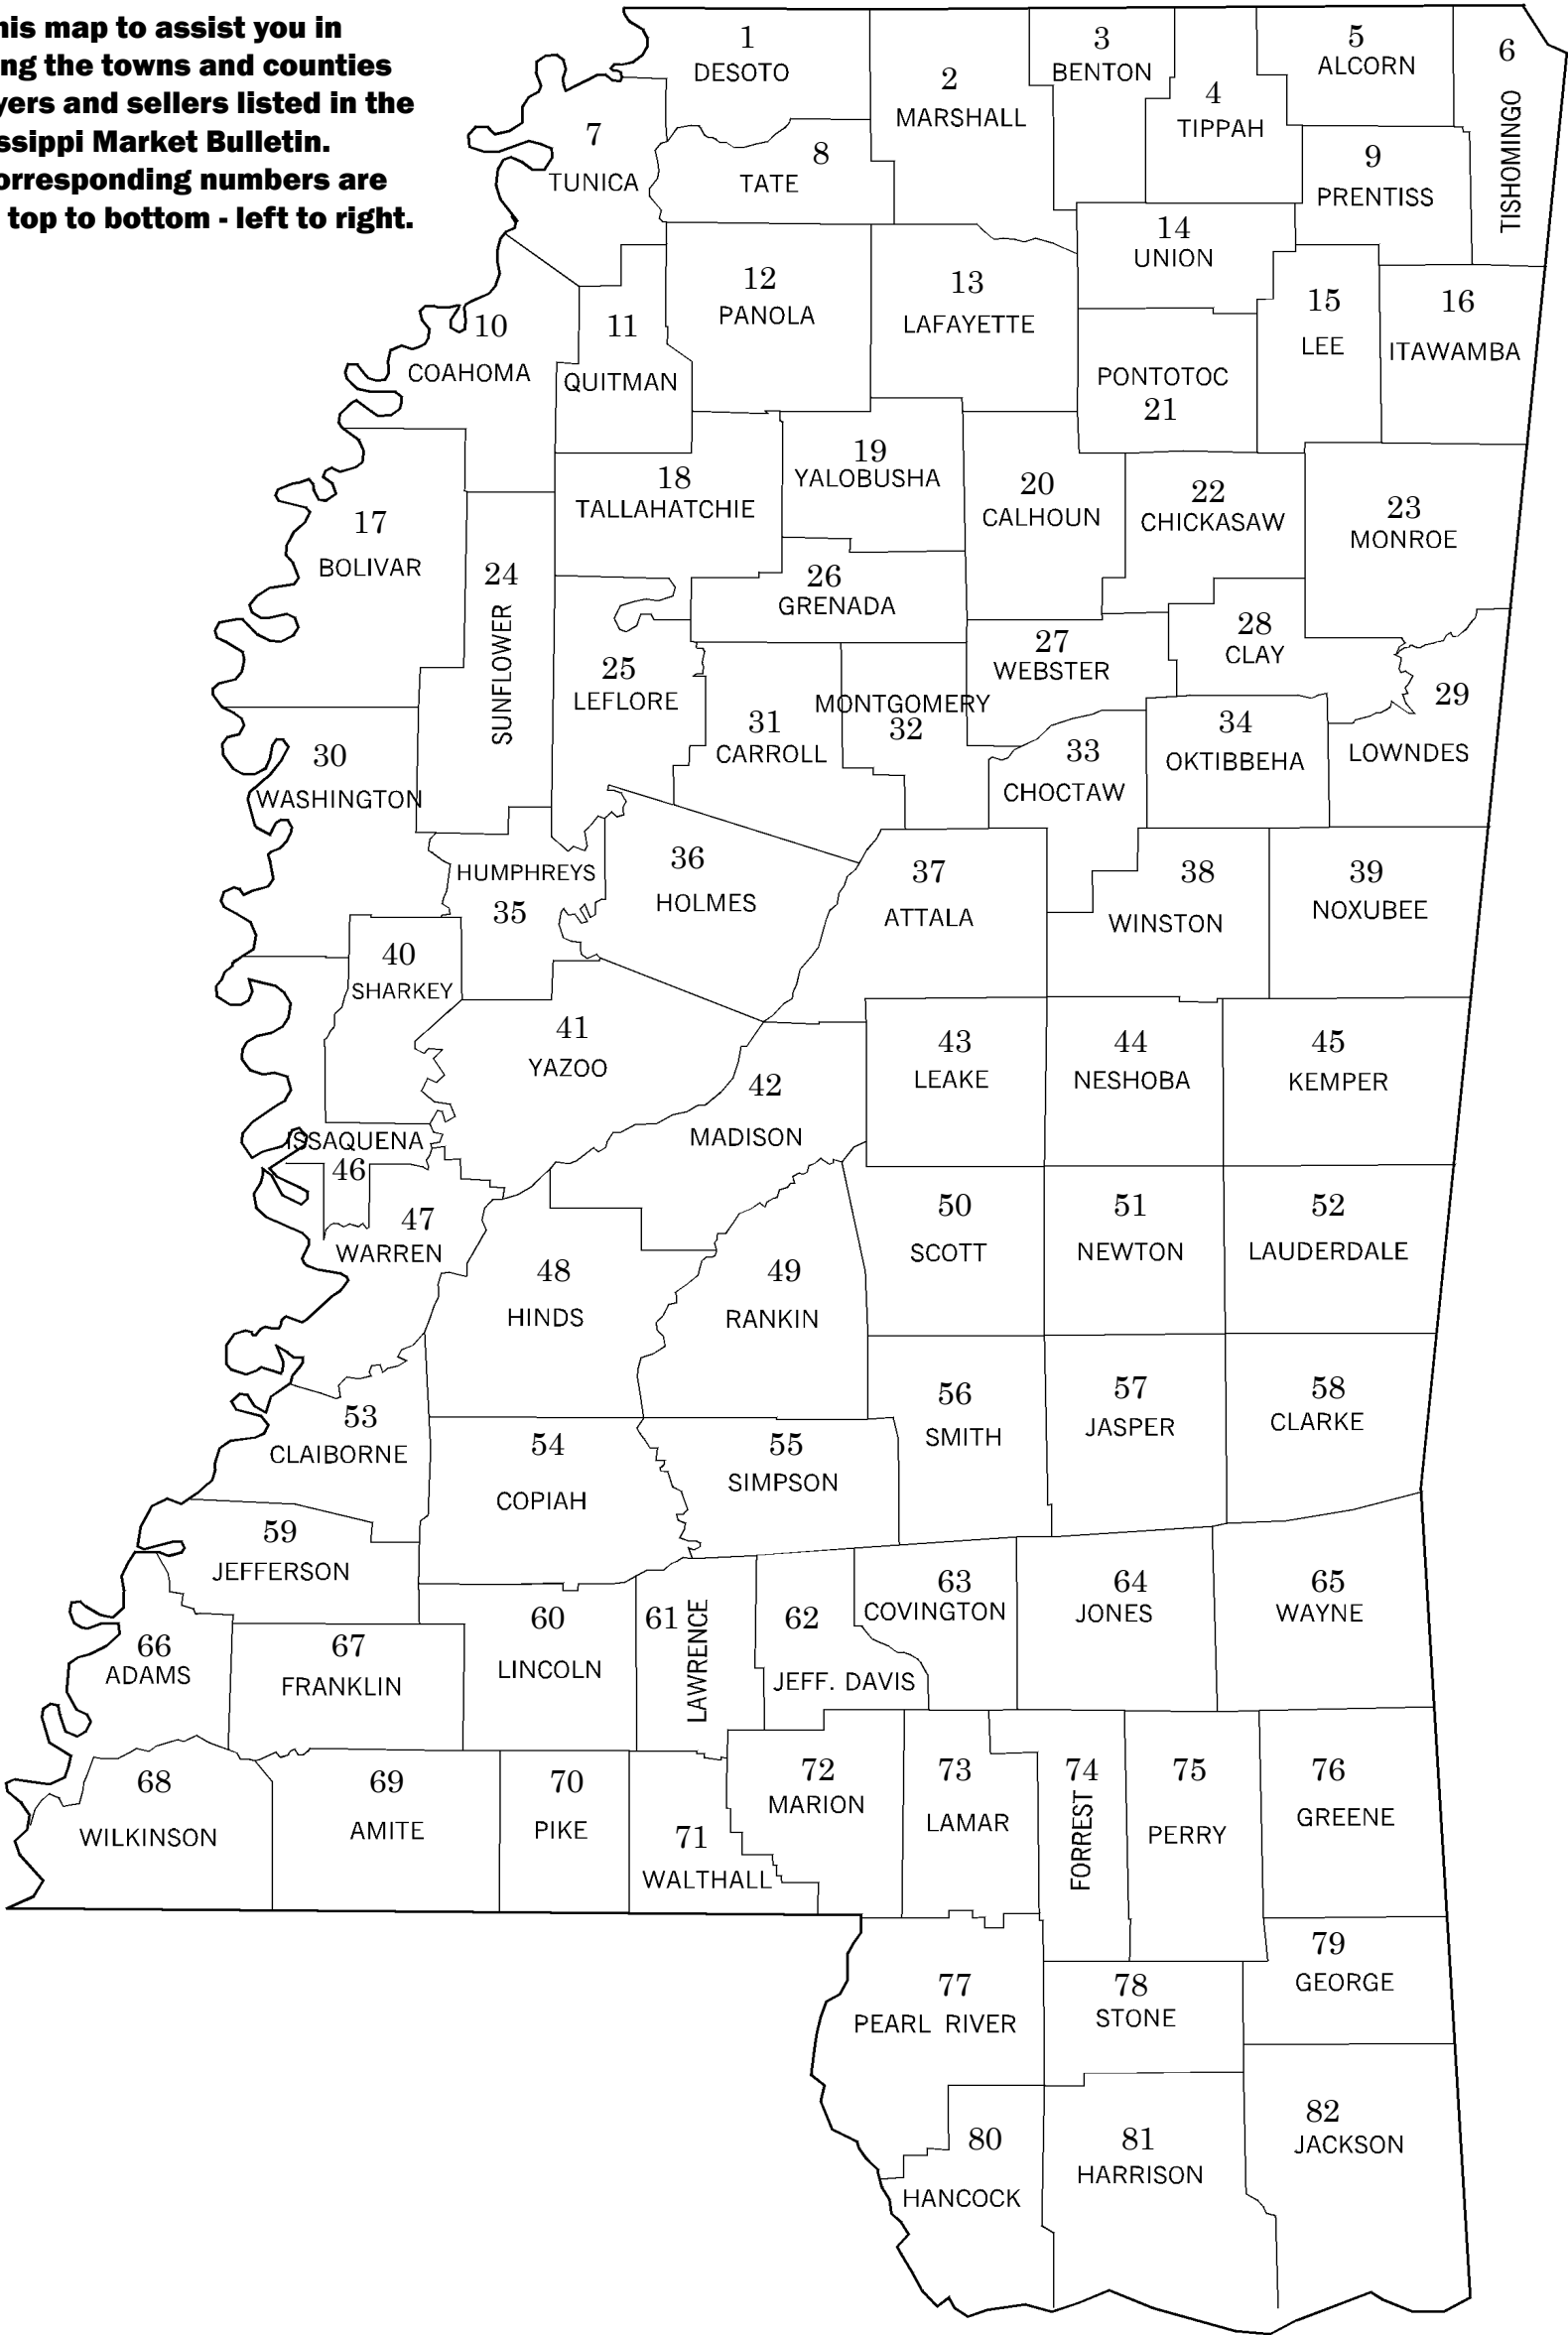 his map to assist you in
ng the towns and counties
yers and sellers listed in the
ssippi Market Bulletin.
orresponding numbers are
top to bottom - left to right.
1
DESOTO
2
MARSHALL
3
BENTON
4
TIPPAH
5
ALCORN
6
TISHOMINGO
7
TUNICA
8
TATE
9
PRENTISS
10
COAHOMA
11
QUITMAN
12
PANOLA
13
LAFAYETTE
14
UNION
15
LEE
16
ITAWAMBA
17
BOLIVAR
18
TALLAHATCHIE
19
YALOBUSHA
20
CALHOUN
PONTOTOC
21
22
CHICKASAW
23
MONROE
24
SUNFLOWER
25
LEFLORE
26
GRENADA
27
WEBSTER
28
CLAY
29
LOWNDES
30
WASHINGTON
31
CARROLL
MONTGOMERY
32
33
CHOCTAW
34
OKTIBBEHA
HUMPHREYS
35
36
HOLMES
37
ATTALA
38
WINSTON
39
NOXUBEE
40
SHARKEY
41
YAZOO
42
MADISON
43
LEAKE
44
NESHOBA
45
KEMPER
ISSAQUENA
46
47
WARREN
48
HINDS
49
RANKIN
50
SCOTT
51
NEWTON
52
LAUDERDALE
53
CLAIBORNE
54
COPIAH
55
SIMPSON
56
SMITH
57
JASPER
58
CLARKE
59
JEFFERSON
60
LINCOLN
61
LAWRENCE
62
JEFF. DAVIS
63
COVINGTON
64
JONES
65
WAYNE
66
ADAMS
67
FRANKLIN
68
WILKINSON
69
AMITE
70
PIKE
71
WALTHALL
72
MARION
73
LAMAR
74
FORREST
75
PERRY
76
GREENE
77
PEARL RIVER
78
STONE
79
GEORGE
80
HANCOCK
81
HARRISON
82
JACKSON